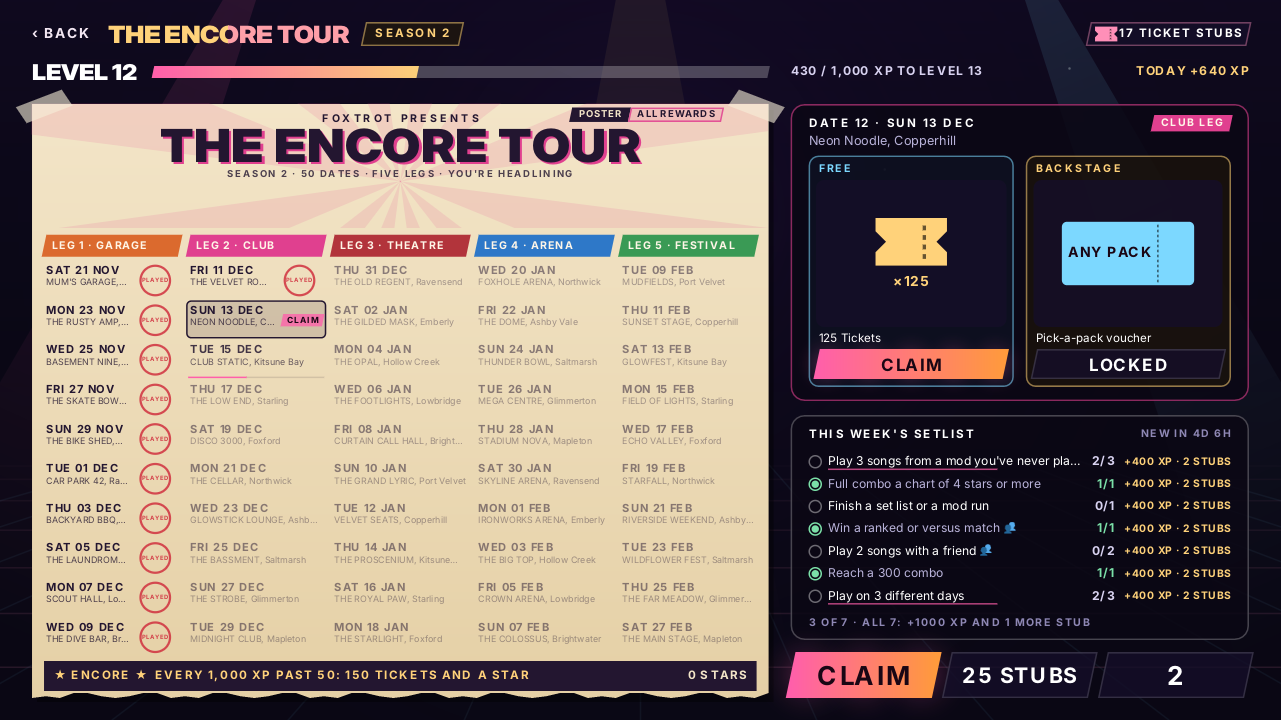 ‹ BACK
THE ENCORE TOUR
SEASON 2
17 TICKET STUBS
LEVEL 12
430 / 1,000 XP TO LEVEL 13
TODAY +640 XP
FOXTROT PRESENTS
POSTER
ALL REWARDS
THE ENCORE TOUR
SEASON 2 · 50 DATES · FIVE LEGS · YOU'RE HEADLINING
LEG 1 · GARAGE
SAT 21 NOV
MUM'S GARAGE,...
PLAYED
MON 23 NOV
THE RUSTY AMP,...
PLAYED
WED 25 NOV
BASEMENT NINE,...
PLAYED
FRI 27 NOV
THE SKATE BOW...
PLAYED
SUN 29 NOV
THE BIKE SHED,...
PLAYED
TUE 01 DEC
CAR PARK 42, Ra...
PLAYED
THU 03 DEC
BACKYARD BBQ,...
PLAYED
SAT 05 DEC
THE LAUNDROM...
PLAYED
MON 07 DEC
SCOUT HALL, Lo...
PLAYED
WED 09 DEC
THE DIVE BAR, Br...
PLAYED
LEG 2 · CLUB
FRI 11 DEC
THE VELVET RO...
PLAYED
SUN 13 DEC
NEON NOODLE, C...
CLAIM
TUE 15 DEC
CLUB STATIC, Kitsune Bay
THU 17 DEC
THE LOW END, Starling
SAT 19 DEC
DISCO 3000, Foxford
MON 21 DEC
THE CELLAR, Northwick
WED 23 DEC
GLOWSTICK LOUNGE, Ashb...
FRI 25 DEC
THE BASSMENT, Saltmarsh
SUN 27 DEC
THE STROBE, Glimmerton
TUE 29 DEC
MIDNIGHT CLUB, Mapleton
LEG 3 · THEATRE
THU 31 DEC
THE OLD REGENT, Ravensend
SAT 02 JAN
THE GILDED MASK, Emberly
MON 04 JAN
THE OPAL, Hollow Creek
WED 06 JAN
THE FOOTLIGHTS, Lowbridge
FRI 08 JAN
CURTAIN CALL HALL, Bright...
SUN 10 JAN
THE GRAND LYRIC, Port Velvet
TUE 12 JAN
VELVET SEATS, Copperhill
THU 14 JAN
THE PROSCENIUM, Kitsune...
SAT 16 JAN
THE ROYAL PAW, Starling
MON 18 JAN
THE STARLIGHT, Foxford
LEG 4 · ARENA
WED 20 JAN
FOXHOLE ARENA, Northwick
FRI 22 JAN
THE DOME, Ashby Vale
SUN 24 JAN
THUNDER BOWL, Saltmarsh
TUE 26 JAN
MEGA CENTRE, Glimmerton
THU 28 JAN
STADIUM NOVA, Mapleton
SAT 30 JAN
SKYLINE ARENA, Ravensend
MON 01 FEB
IRONWORKS ARENA, Emberly
WED 03 FEB
THE BIG TOP, Hollow Creek
FRI 05 FEB
CROWN ARENA, Lowbridge
SUN 07 FEB
THE COLOSSUS, Brightwater
LEG 5 · FESTIVAL
TUE 09 FEB
MUDFIELDS, Port Velvet
THU 11 FEB
SUNSET STAGE, Copperhill
SAT 13 FEB
GLOWFEST, Kitsune Bay
MON 15 FEB
FIELD OF LIGHTS, Starling
WED 17 FEB
ECHO VALLEY, Foxford
FRI 19 FEB
STARFALL, Northwick
SUN 21 FEB
RIVERSIDE WEEKEND, Ashby...
TUE 23 FEB
WILDFLOWER FEST, Saltmarsh
THU 25 FEB
THE FAR MEADOW, Glimmer...
SAT 27 FEB
THE MAIN STAGE, Mapleton
★ ENCORE ★ EVERY 1,000 XP PAST 50: 150 TICKETS AND A STAR
0 STARS
DATE 12 · SUN 13 DEC
CLUB LEG
Neon Noodle, Copperhill
FREE
×125
125 Tickets
CLAIM
BACKSTAGE
ANY PACK
Pick-a-pack voucher
LOCKED
THIS WEEK'S SETLIST
NEW IN 4D 6H
Play 3 songs from a mod you've never pla... 2/3 +400 XP · 2 STUBS
Full combo a chart of 4 stars or more 1/1 +400 XP · 2 STUBS
Finish a set list or a mod run 0/1 +400 XP · 2 STUBS
Win a ranked or versus match 1/1 +400 XP · 2 STUBS
Play 2 songs with a friend 0/2 +400 XP · 2 STUBS
Reach a 300 combo 1/1 +400 XP · 2 STUBS
Play on 3 different days 2/3 +400 XP · 2 STUBS
3 OF 7 · ALL 7: +1000 XP AND 1 MORE STUB
CLAIM
25 STUBS
2